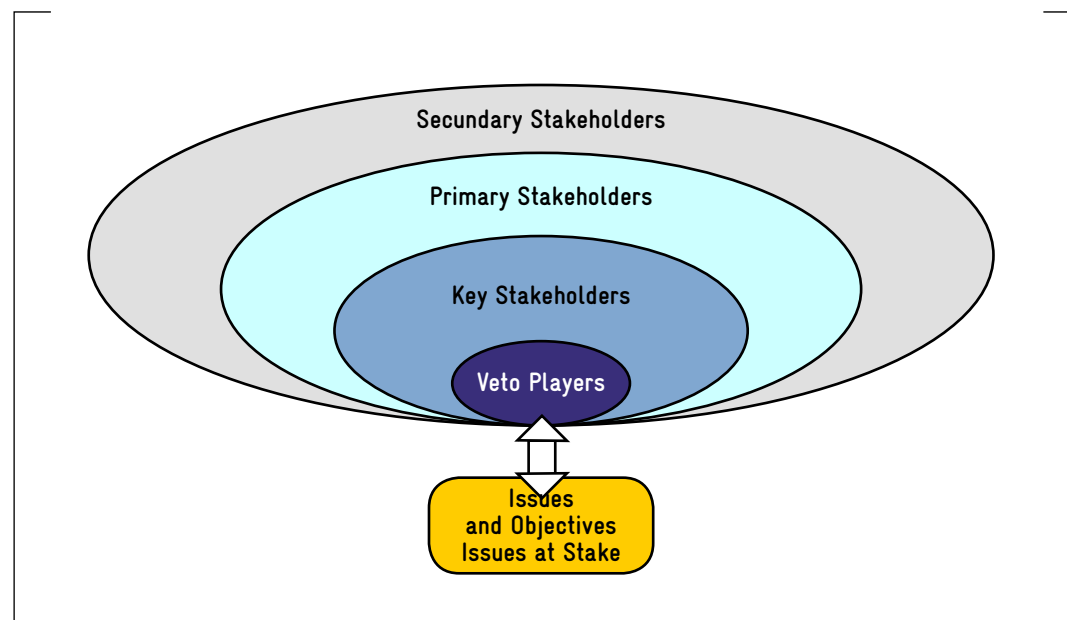 Secundary Stakeholders
Primary Stakeholders
Key Stakeholders
Veto Players
Issues
and Objectives
Issues at Stake